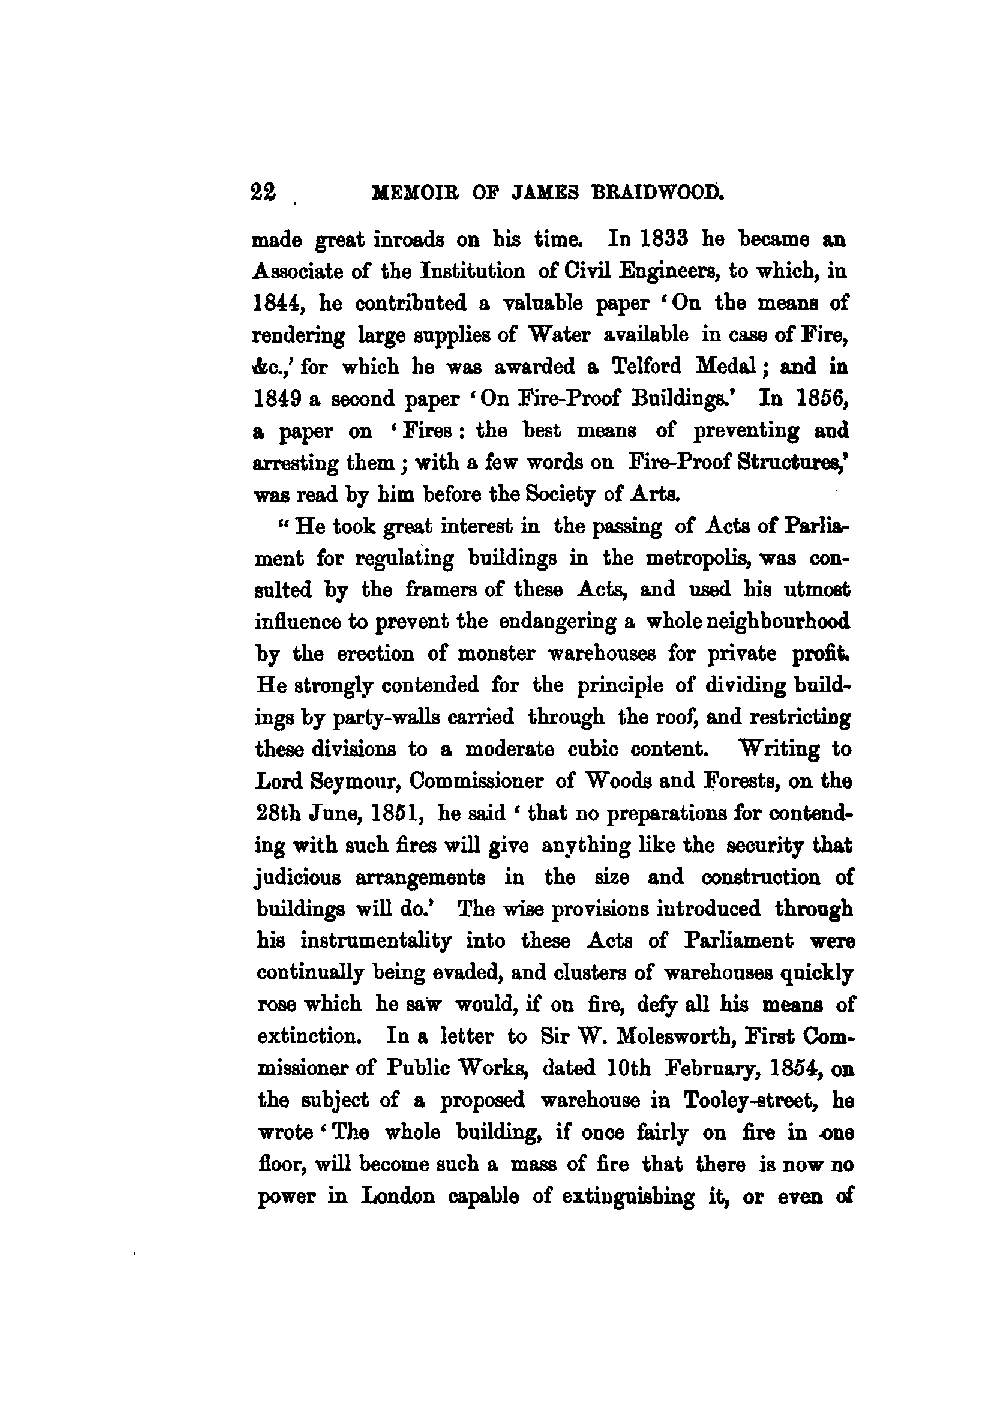 22 MEMOIR OF JAMES BRAIDWOOD.
made great inroads on his time. In 1833 he became an
Associate of the Institution of Civil Engineers, to which, in
1844, he contributed a valuable paper ‘On the means of
rendering large supplies of Water available in case of Fire,
&c.,’ for which he was awarded a Telford Medal; and in
1849 a second paper ‘On Fire-Proof Buildings.’ In 1856,
a paper on ‘Fires: the best means of preventing and
arresting them; with a few words on Fire-Proof Structures,’
was read by him before the Society of Arts.
“He took great interest in the passing of Acts of Parlia-
ment for regulating buildings in the metropolis, was con-
sulted by the framers of these Acts, and used his utmost
influence to prevent the endangering a whole neighbourhood
by the erection of monster warehouses for private profit.
He strongly contended for the principle of dividing build-
ings by party-walls carried through the roof, and restricting
these divisions to a moderate cubic content. Writing to
Lord Seymour, Commissioner of Woods and Forests, on the
28th June, 1851, he said ‘that no preparations for contend-
ing with such fires will give anything like the security that
judicious arrangements in the size and construction of
buildings will do.’ The wise provisions introduced through
his instrumentality into these Acts of Parliament were
continually being evaded, and clusters of warehouses quickly
rose which he saw would, if on fire, defy all his means of
extinction. In a letter to Sir W. Molesworth, First Com-
missioner of Public Works, dated 10th February, 1854, on
the subject of a proposed warehouse in Tooley-street, he
wrote ‘The whole building, if once fairly on fire in one
floor, will become such a mass of fire that there is now no
power in London capable of extinguishing it, or even of